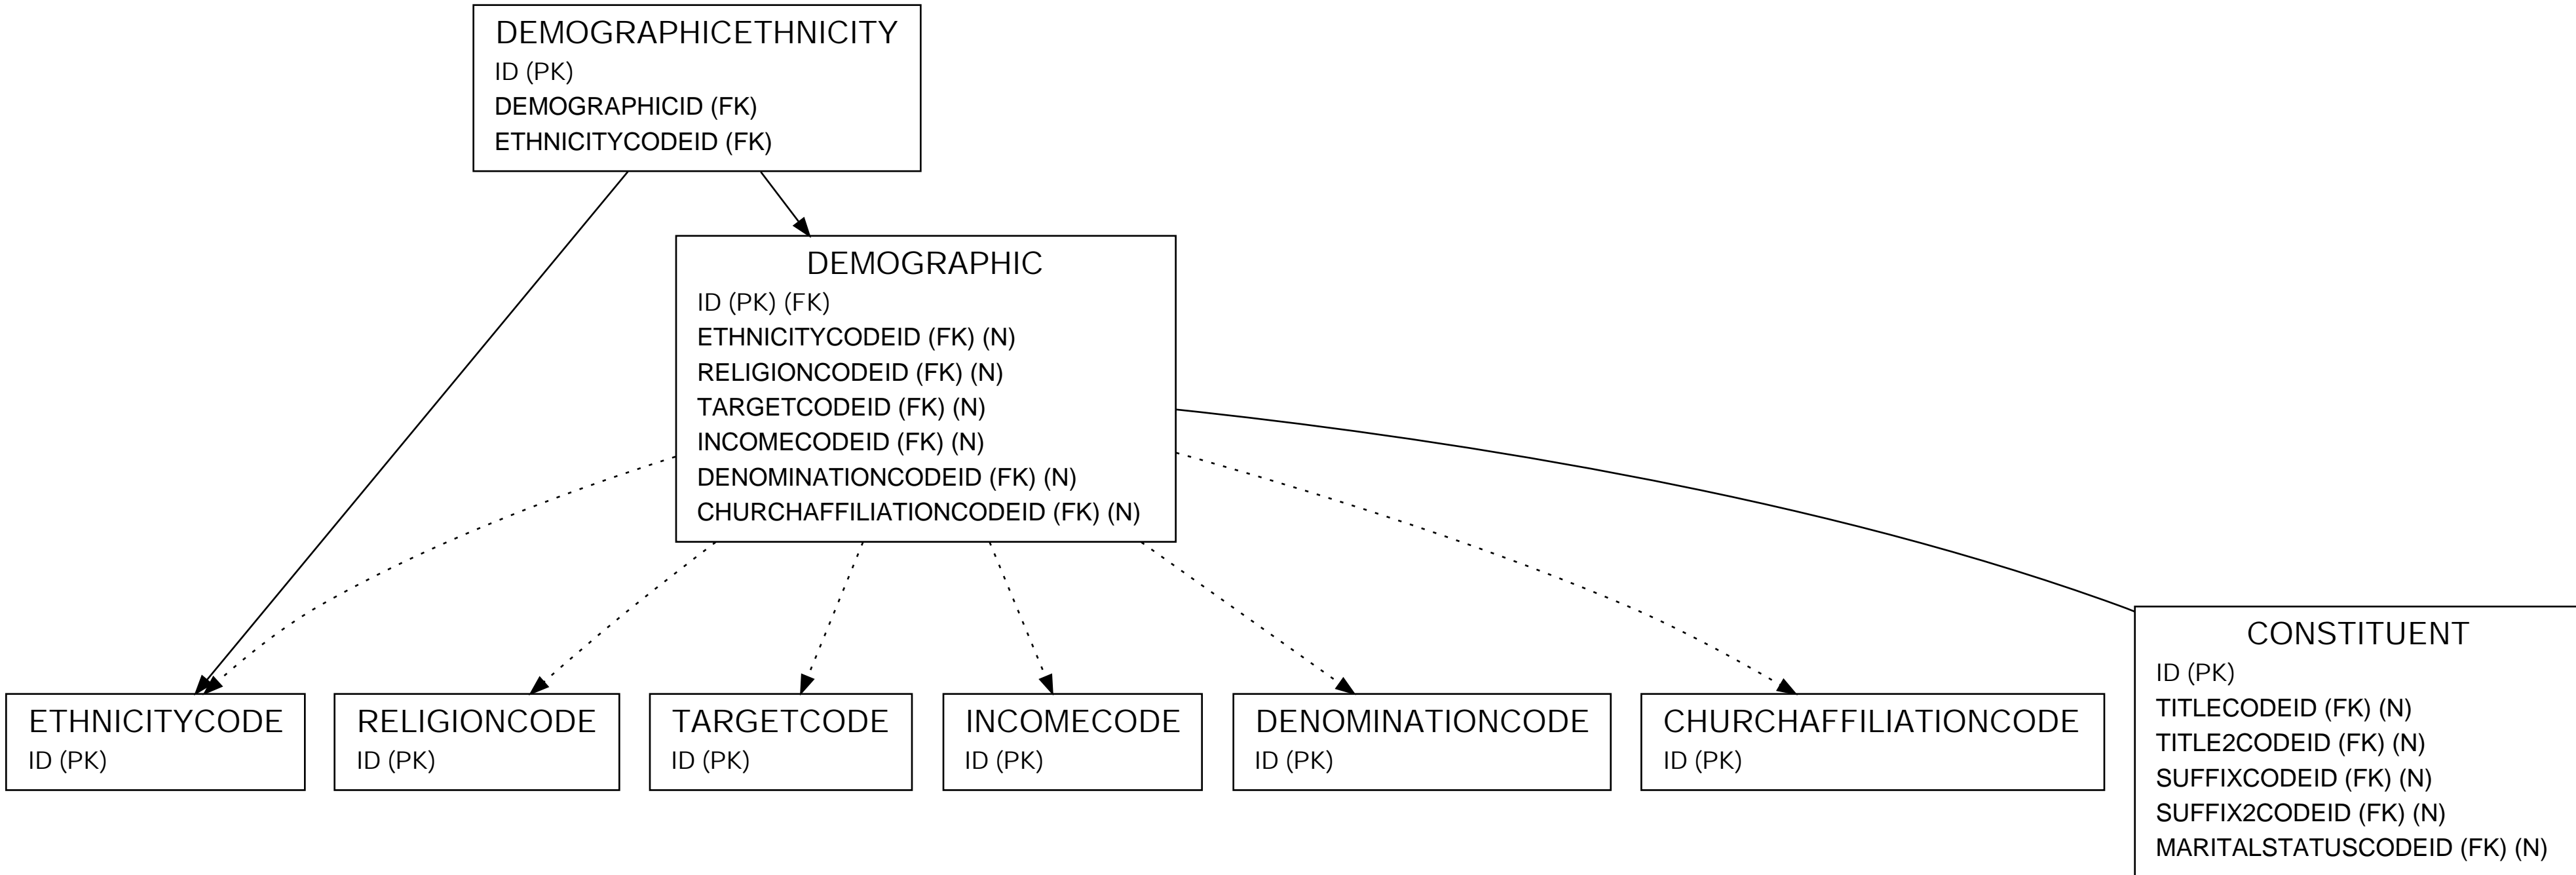 DEMOGRAPHICETHNICITY
ID (PK)
DEMOGRAPHICID (FK)
ETHNICITYCODEID (FK)
DEMOGRAPHIC
ID (PK) (FK)
ETHNICITYCODEID (FK) (N)
RELIGIONCODEID (FK) (N)
TARGETCODEID (FK) (N)
INCOMECODEID (FK) (N)
DENOMINATIONCODEID (FK) (N)
CHURCHAFFILIATIONCODEID (FK) (N)
ETHNICITYCODE
ID (PK)
RELIGIONCODE
ID (PK)
TARGETCODE
ID (PK)
INCOMECODE
ID (PK)
DENOMINATIONCODE
ID (PK)
CHURCHAFFILIATIONCODE
ID (PK)
CONSTITUENT
ID (PK)
TITLECODEID (FK) (N)
TITLE2CODEID (FK) (N)
SUFFIXCODEID (FK) (N)
SUFFIX2CODEID (FK) (N)
MARITALSTATUSCODEID (FK) (N)